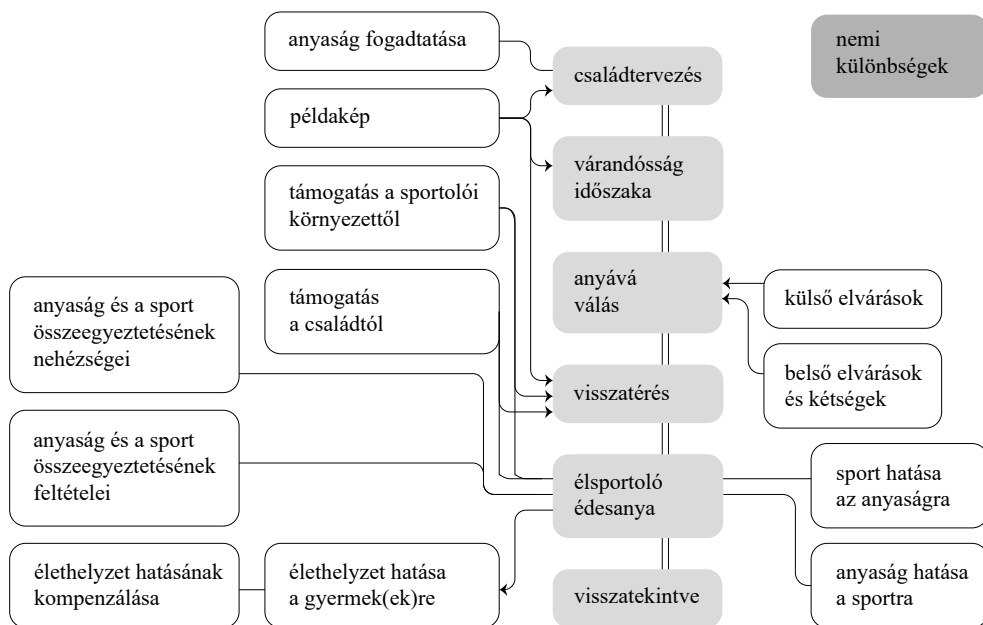 anyaság fogadtatása
családtervezés
nemi
különbségek
példakép
várandósság
időszaka
támogatás a sportolói
környezettől
anyává
válás
külső elvárások
anyaság és a sport
összeegyeztetésének
nehézségei
támogatás
a családtól
belső elvárások
és kétségek
visszatérés
anyaság és a sport
összeegyeztetésének
feltételei
élsportoló
édesanya
sport hatása
az anyaságra
élethelyzet hatásának
kompenzálása
élethelyzet hatása
a gyermek(ek)re
visszatekintve
anyaság hatása
a sportra